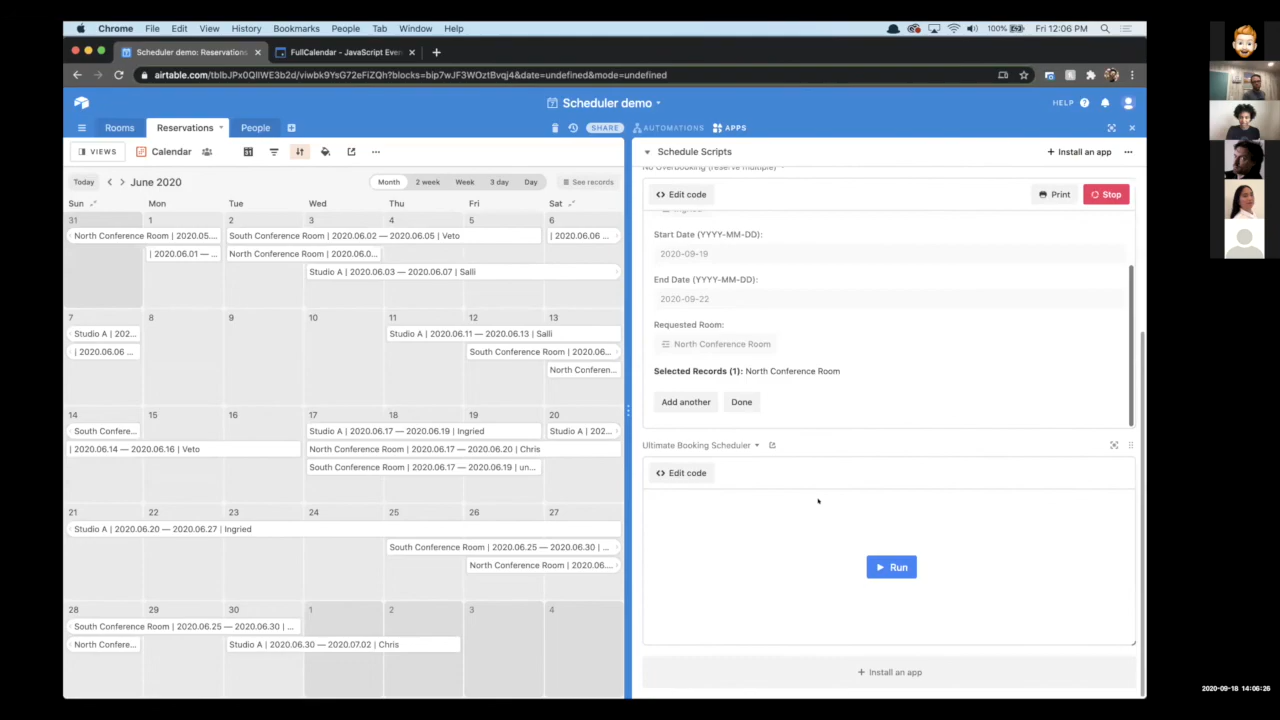 Chrome File Edit View History Bookmarks People Tab Window Help 100% Fri 12:06 PM
Scheduler demo: Reservations FullCalendar - JavaScript Even
airtable.com/tblbJPx0QIIWE3b2d/viwbk9YsG72eFiZQh?blocks=bip7wJF3WOztBvqj4&date=undefined&mode=undefined
Scheduler demo HELP
Rooms Reservations People SHARE AUTOMATIONS APPS
VIEWS Calendar
Schedule Scripts Install an app
No Overbooking (reserve multiple)
Today June 2020 Month 2 week Week 3 day Day See records
Edit code Print Stop
Sun Mon Tue Wed Thu Fri Sat
31 1 2 3 4 5 6
North Conference Room | 2020.05.... South Conference Room | 2020.06.02 — 2020.06.05 | Veto | 2020.06.06 ...
| 2020.06.01 — ... North Conference Room | 2020.06.0...
Studio A | 2020.06.03 — 2020.06.07 | Salli
7 8 9 10 11 12 13
Studio A | 202... Studio A | 2020.06.11 — 2020.06.13 | Salli
| 2020.06.06 ... South Conference Room | 2020.06...
North Conferen...
14 15 16 17 18 19 20
South Confere... Studio A | 2020.06.17 — 2020.06.19 | Ingried Studio A | 202...
| 2020.06.14 — 2020.06.16 | Veto North Conference Room | 2020.06.17 — 2020.06.20 | Chris
South Conference Room | 2020.06.17 — 2020.06.19 | un...
21 22 23 24 25 26 27
Studio A | 2020.06.20 — 2020.06.27 | Ingried
South Conference Room | 2020.06.25 — 2020.06.30 | ...
North Conference Room | 2020.06....
28 29 30 1 2 3 4
South Conference Room | 2020.06.25 — 2020.06.30 | ...
North Confere... Studio A | 2020.06.30 — 2020.07.02 | Chris
Start Date (YYYY-MM-DD):
2020-09-19
End Date (YYYY-MM-DD):
2020-09-22
Requested Room:
North Conference Room
Selected Records (1): North Conference Room
Add another Done
Ultimate Booking Scheduler
Edit code
Run
Install an app
2020-09-18 14:06:26